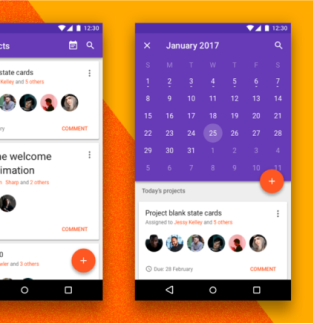 12:30
cts
state cards
Kelley and 5 others
COMMENT
ne welcome
imation
Sharp and 2 others
COMMENT
0
and 3 others
12:30
January 2017
S M T W T F S
1 2 3 4 5 6 7
8 9 10 11 12 13 14
15 16 17 18 19 20 21
22 23 24 25 26 27 28
29 30 31 1 2 3 4
5 6 7 8 9 10 11
Today's projects
Project blank state cards
Assigned to Jessy Kelley and 5 others
Due: 28 February
COMMENT